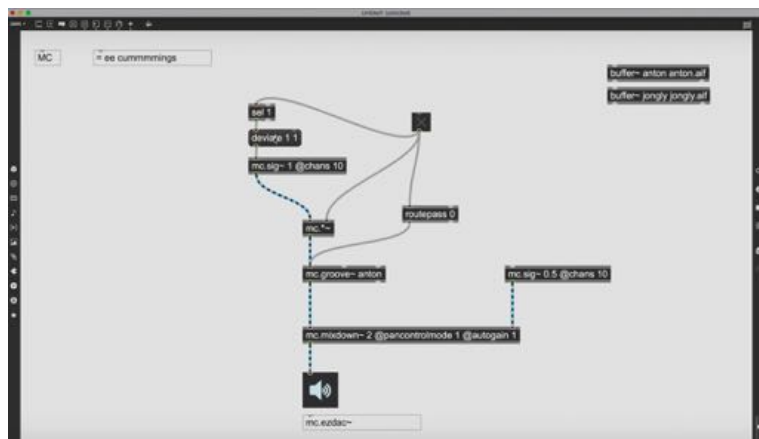 MC
= ee cummmmings
buffer~ anton anton.aif
buffer~ jongly jongly.aif
sel 1
deviate 1 1
mc.sig~ 1 @chans 10
routepass 0
mc.*~
mc.groove~ anton
mc.sig~ 0.5 @chans 10
mc.mixdown~ 2 @pancontrolmode 1 @autogain 1
mc.ezdac~